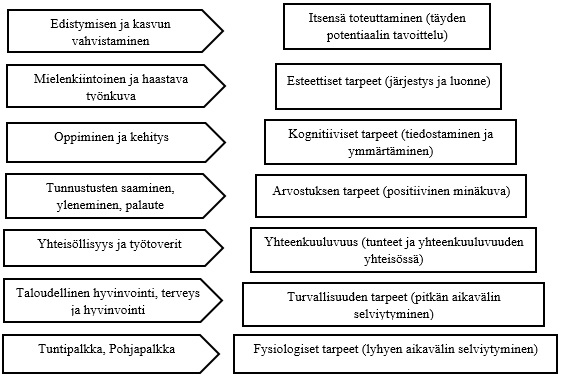 Edistymisen ja kasvun
vahvistaminen
Itsensä toteuttaminen (täyden
potentiaalin tavoittelu)
Mielenkiintoinen ja haastava
työnkuva
Esteettiset tarpeet (järjestys ja luonne)
Oppiminen ja kehitys
Kognitiiviset tarpeet (tiedostaminen ja
ymmärtäminen)
Tunnustusten saaminen,
yleneminen, palaute
Arvostuksen tarpeet (positiivinen minäkuva)
Yhteisöllisyys ja työtoverit
Yhteenkuuluvuus (tunteet ja yhteenkuuluvuuden
yhteisössä)
Taloudellinen hyvinvointi, terveys
ja hyvinvointi
Turvallisuuden tarpeet (pitkän aikavälin
selviytyminen)
Tuntipalkka, Pohjapalkka
Fysiologiset tarpeet (lyhyen aikavälin selviytyminen)